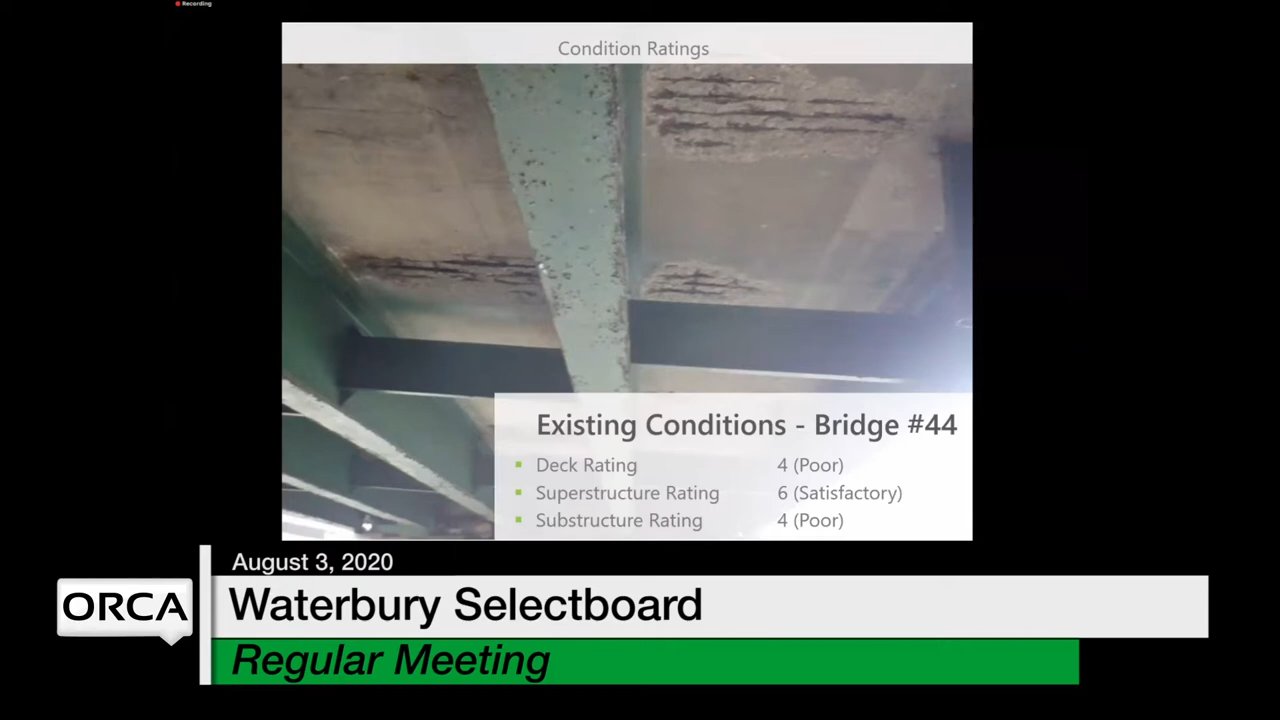 Recording
Condition Ratings
Existing Conditions - Bridge #44
Deck Rating 4 (Poor)
Superstructure Rating 6 (Satisfactory)
Substructure Rating 4 (Poor)
August 3, 2020
ORCA
Waterbury Selectboard
Regular Meeting